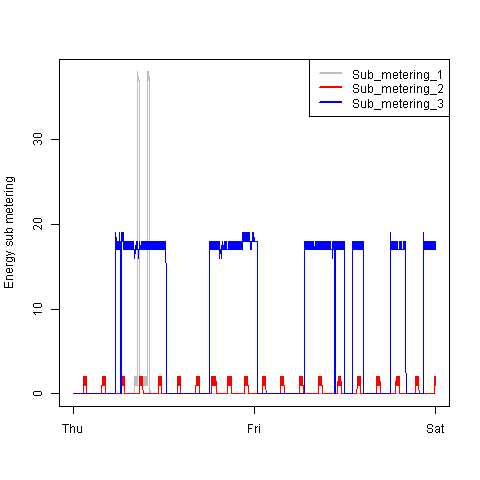 Sub_metering_1
Sub_metering_2
Sub_metering_3
Energy sub metering
30
20
10
0
Thu
Fri
Sat